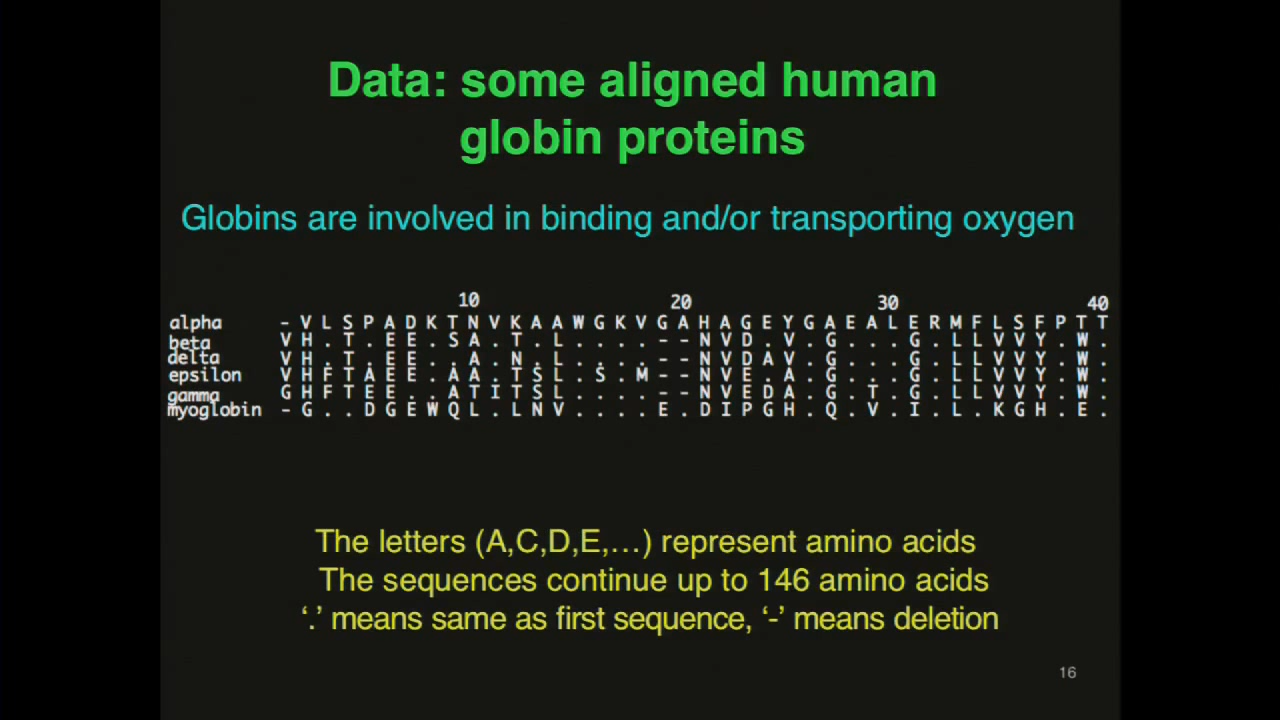 Data: some aligned human
globin proteins
Globins are involved in binding and/or transporting oxygen
10 20 30 40
alpha - V L S P A D K T N V K A A W G K V G A H A G E Y G A E A L E R M F L S F P T T
beta V H . T . E E . S A . T . L . . . . - - N V D . V . G . . . G . L L V V Y . W .
delta V H . T . E E . . A . N . L . . . . - - N V D A V . G . . . G . L L V V Y . W .
epsilon V H F T A E E . A A . T S L . S . M - - N V E . A . G . . . G . L L V V Y . W .
gamma G H F T E E . . A T I T S L . . . . - - N V E D A . G . T . G . L L V V Y . W .
myoglobin - G . . D G E W Q L . L N V . . . . E . D I P G H . Q . V . I . L . K G H . E .
The letters (A,C,D,E,…) represent amino acids
The sequences continue up to 146 amino acids
‘.’ means same as first sequence, ‘-’ means deletion
16